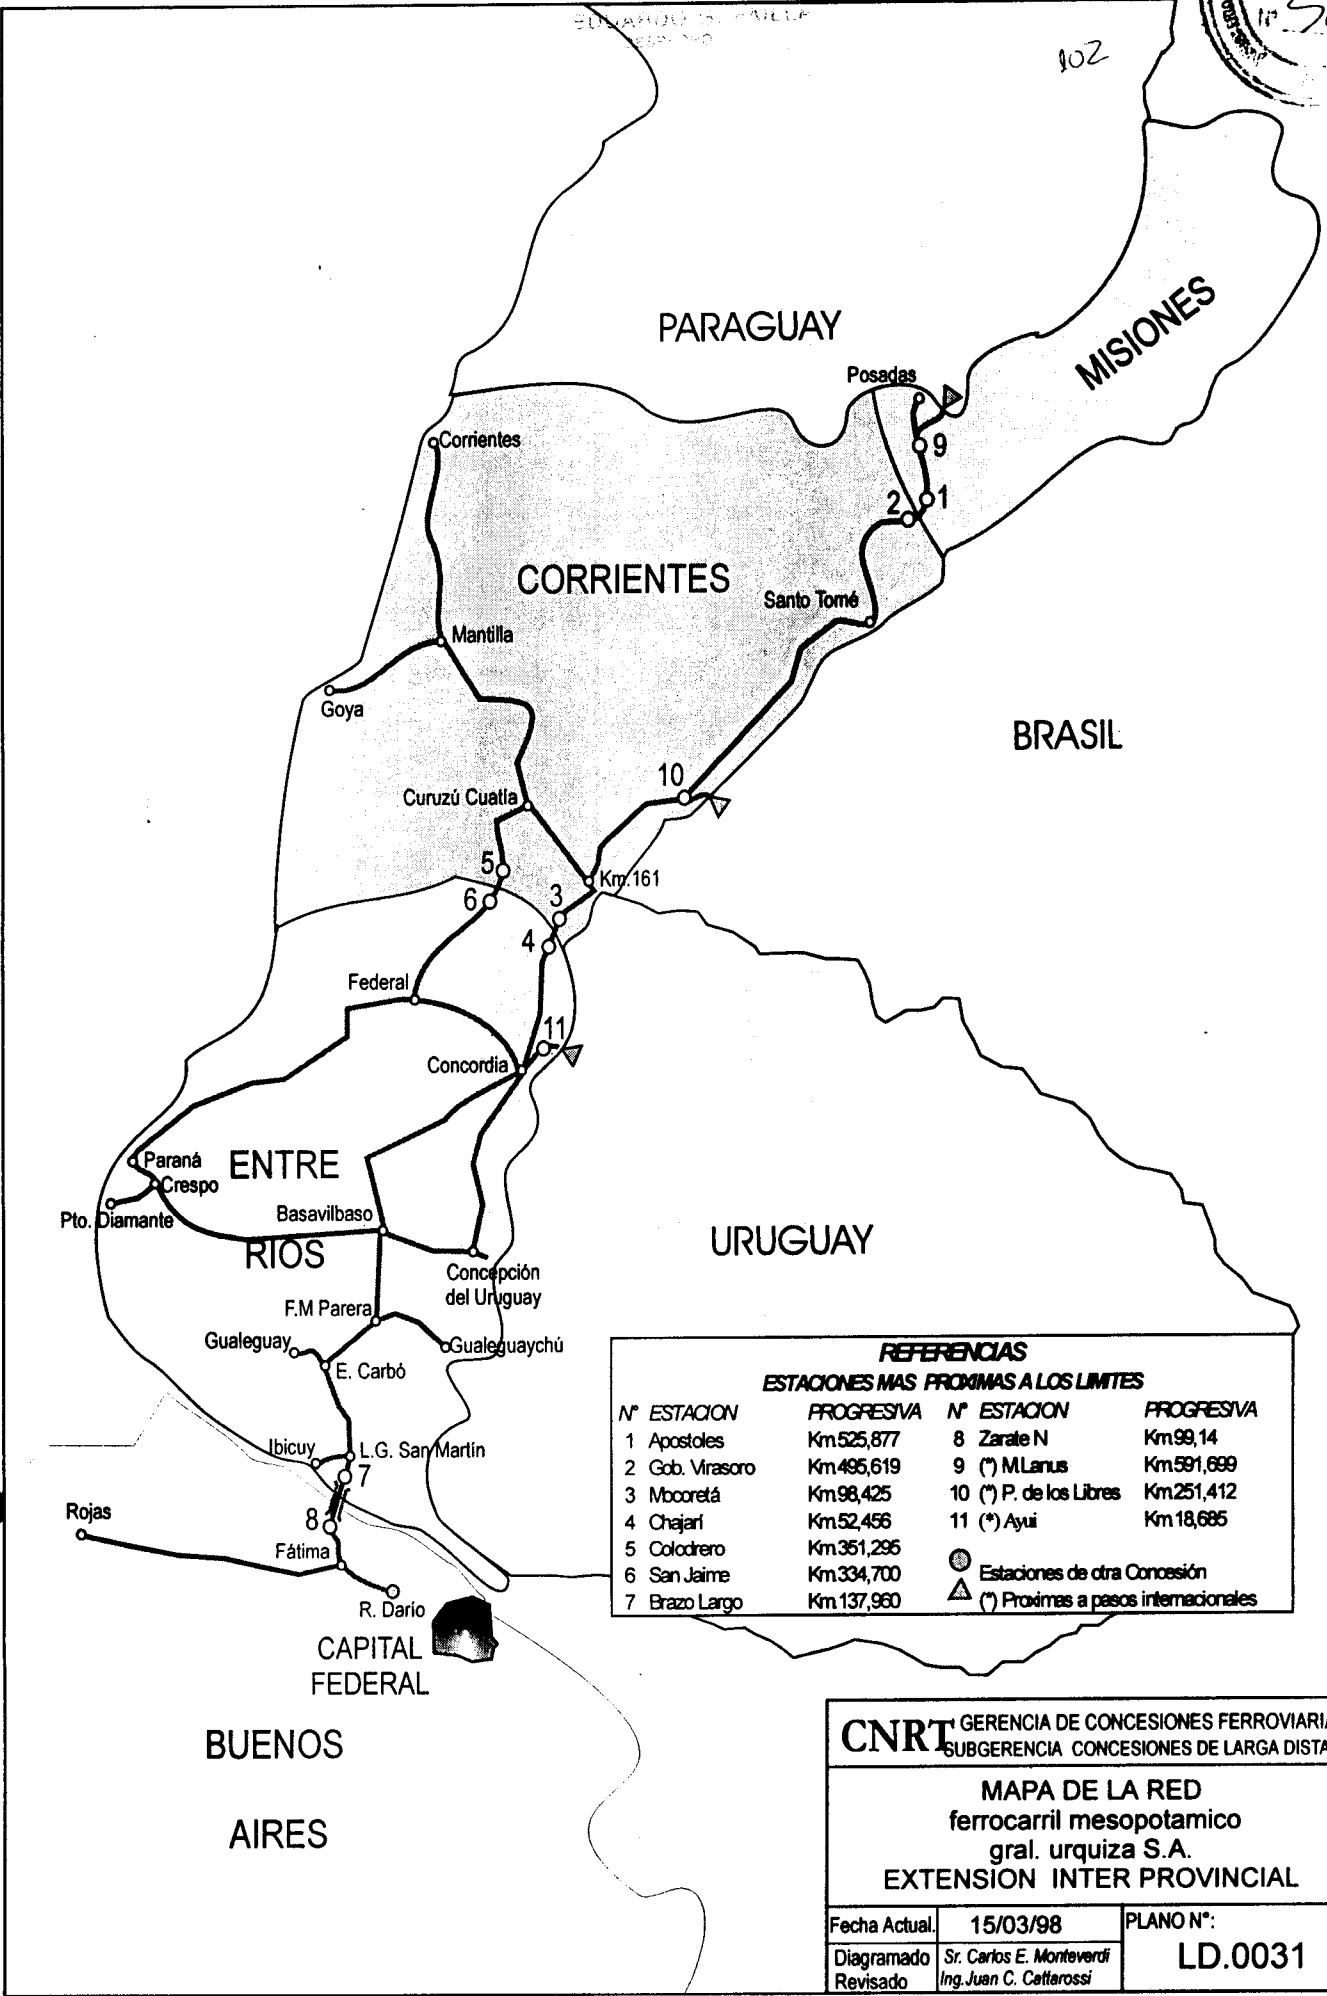 102
PARAGUAY
MISIONES
Posadas
Corrientes
9
1
2
CORRIENTES
Santo Tomé
Mantilla
Goya
BRASIL
10
Curuzú Cuatía
5
Km.161
6
3
4
Federal
11
Concordia
Paraná
ENTRE
Crespo
Pto. Diamante
Basavilbaso
RIOS
URUGUAY
Concepción
del Uruguay
F.M Parera
Gualeguay
Gualeguaychú
E. Carbó
Ibicuy
L.G. San Martín
7
Rojas
8
Fátima
R. Dario
CAPITAL
FEDERAL
BUENOS
AIRES
REFERENCIAS
ESTACIONES MAS PROXIMAS A LOS LIMITES
N° ESTACION PROGRESIVA N° ESTACION PROGRESIVA
1 Apostoles Km.525,877 8 Zarate N Km.99,14
2 Gob. Virasoro Km.495,619 9 (*) M.Lanus Km.591,699
3 Mocoretá Km.98,425 10 (*) P. de los Libres Km.251,412
4 Chajarí Km.52,456 11 (*) Ayui Km.18,685
5 Colodrero Km.351,295
6 San Jaime Km.334,700 Estaciones de otra Concesión
7 Brazo Largo Km.137,960 (*) Proximas a pasos internacionales
CNRT GERENCIA DE CONCESIONES FERROVIARIA
SUBGERENCIA CONCESIONES DE LARGA DISTA
MAPA DE LA RED
ferrocarril mesopotamico
gral. urquiza S.A.
EXTENSION INTER PROVINCIAL
Fecha Actual. 15/03/98 PLANO N°:
Diagramado Sr. Carlos E. Monteverdi LD.0031
Revisado Ing.Juan C. Cattarossi